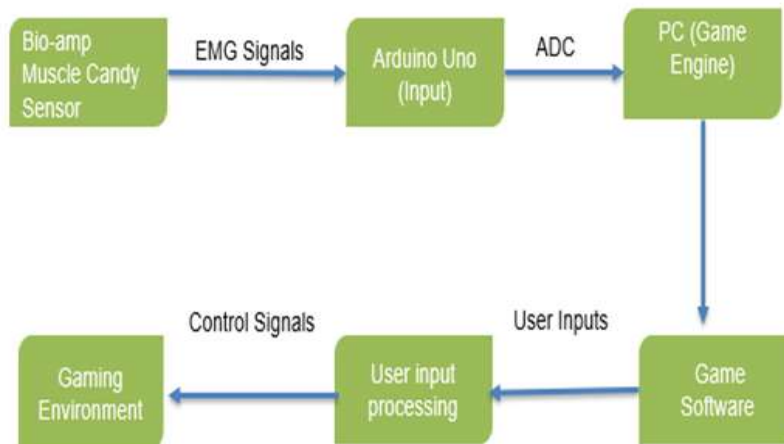 Bio-amp
Muscle Candy
Sensor
EMG Signals
Arduino Uno
(Input)
ADC
PC (Game
Engine)
Gaming
Environment
Control Signals
User input
processing
User Inputs
Game
Software